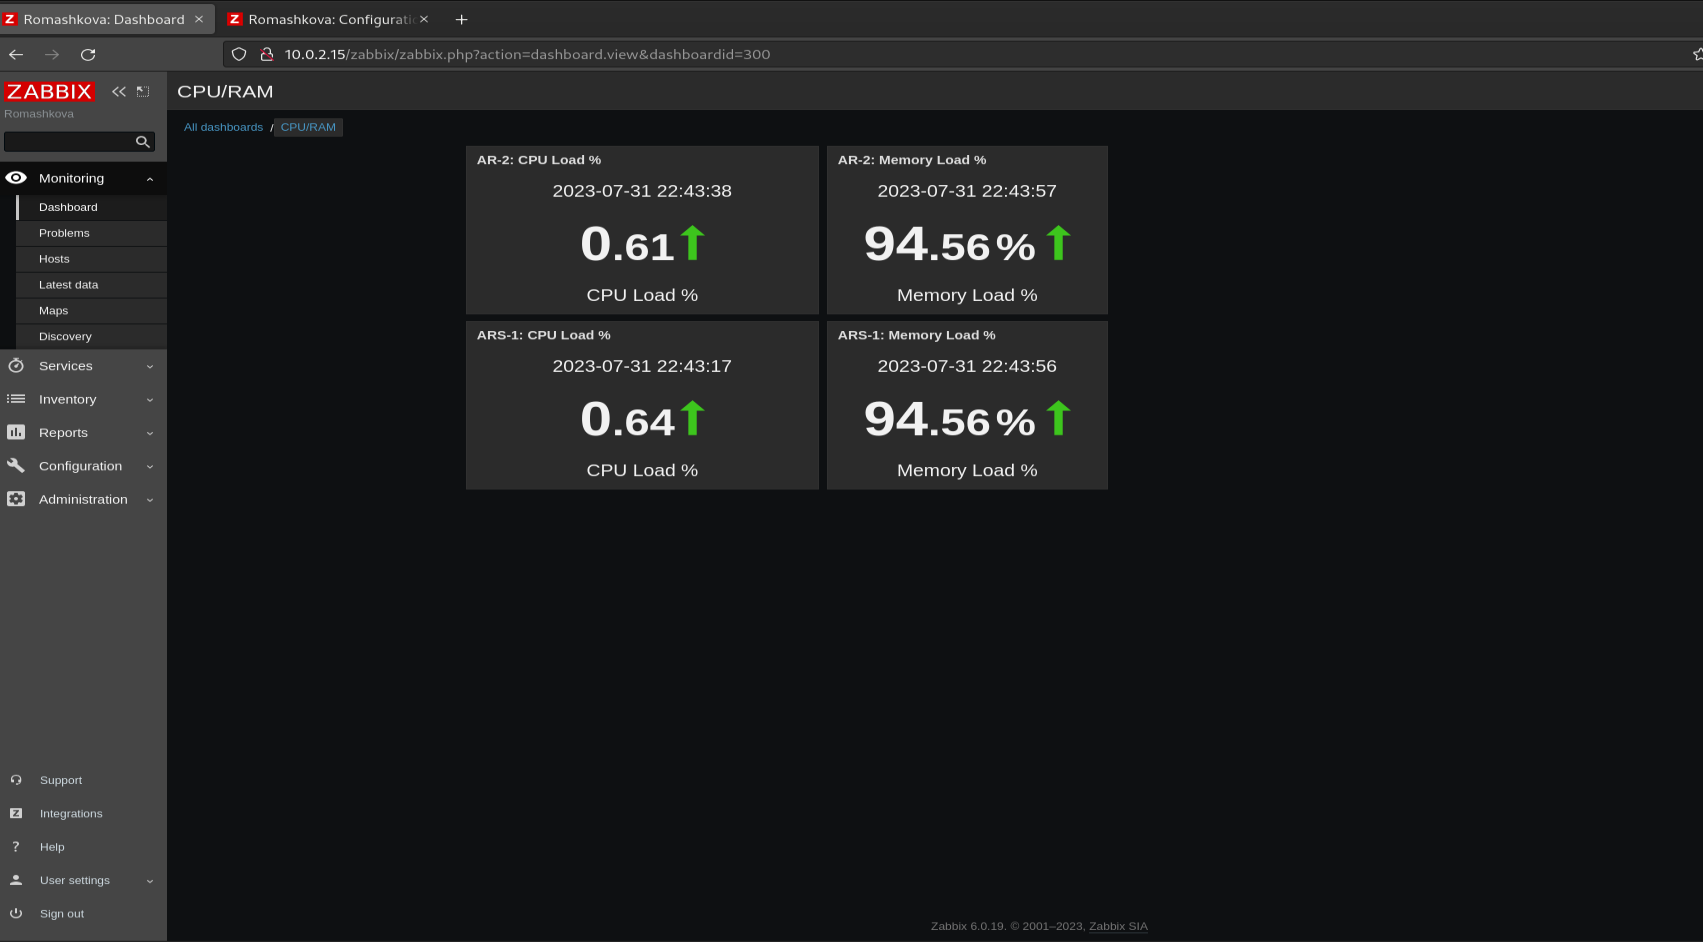 Z Romashkova: Dashboard
Z Romashkova: Configurati
10.0.2.15/zabbix/zabbix.php?action=dashboard.view&dashboardid=300
ZABBIX
Romashkova
CPU/RAM
All dashboards / CPU/RAM
Monitoring
Dashboard
Problems
Hosts
Latest data
Maps
Discovery
Services
Inventory
Reports
Configuration
Administration
AR-2: CPU Load %
2023-07-31 22:43:38
0.61
CPU Load %
AR-2: Memory Load %
2023-07-31 22:43:57
94.56 %
Memory Load %
ARS-1: CPU Load %
2023-07-31 22:43:17
0.64
CPU Load %
ARS-1: Memory Load %
2023-07-31 22:43:56
94.56 %
Memory Load %
Support
Z Integrations
? Help
User settings
Sign out
Zabbix 6.0.19. © 2001–2023, Zabbix SIA